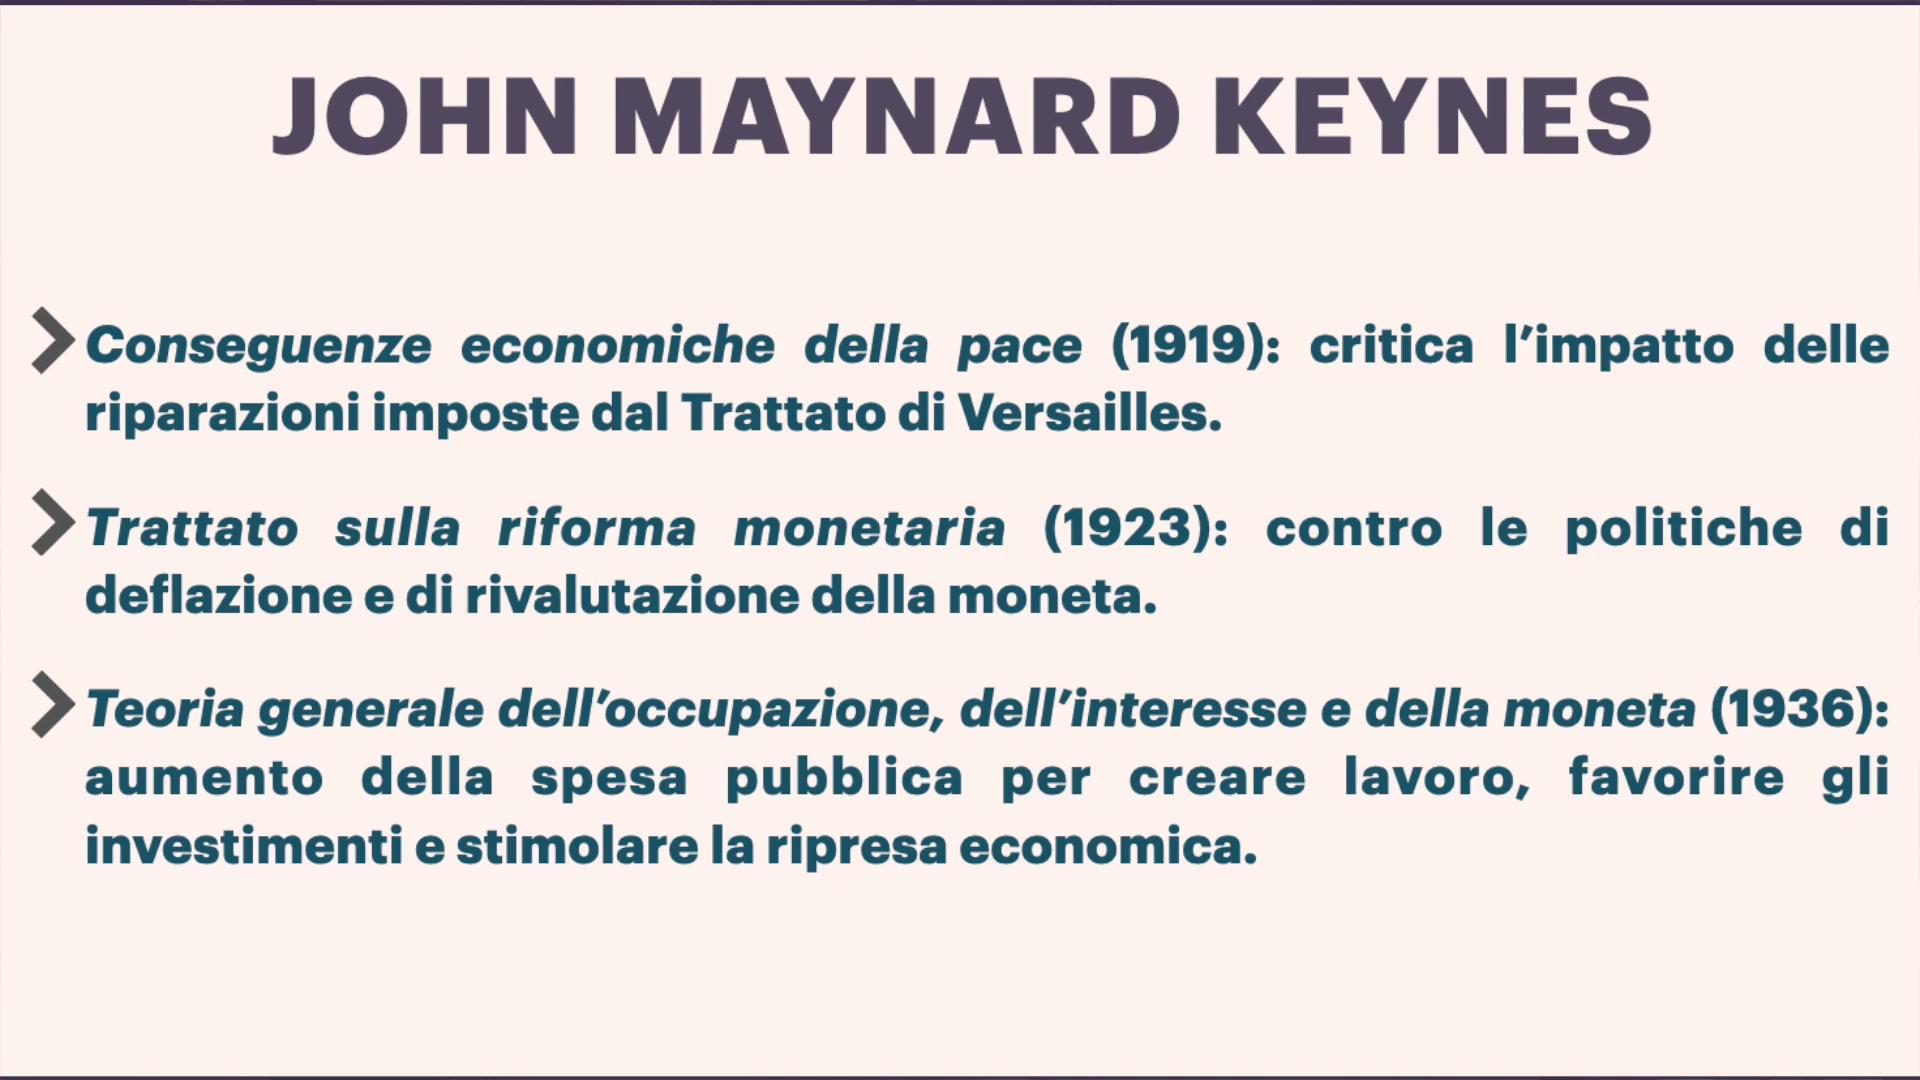 JOHN MAYNARD KEYNES
Conseguenze economiche della pace (1919): critica l’impatto delle
riparazioni imposte dal Trattato di Versailles.
Trattato sulla riforma monetaria (1923): contro le politiche di
deflazione e di rivalutazione della moneta.
Teoria generale dell’occupazione, dell’interesse e della moneta (1936):
aumento della spesa pubblica per creare lavoro, favorire gli
investimenti e stimolare la ripresa economica.